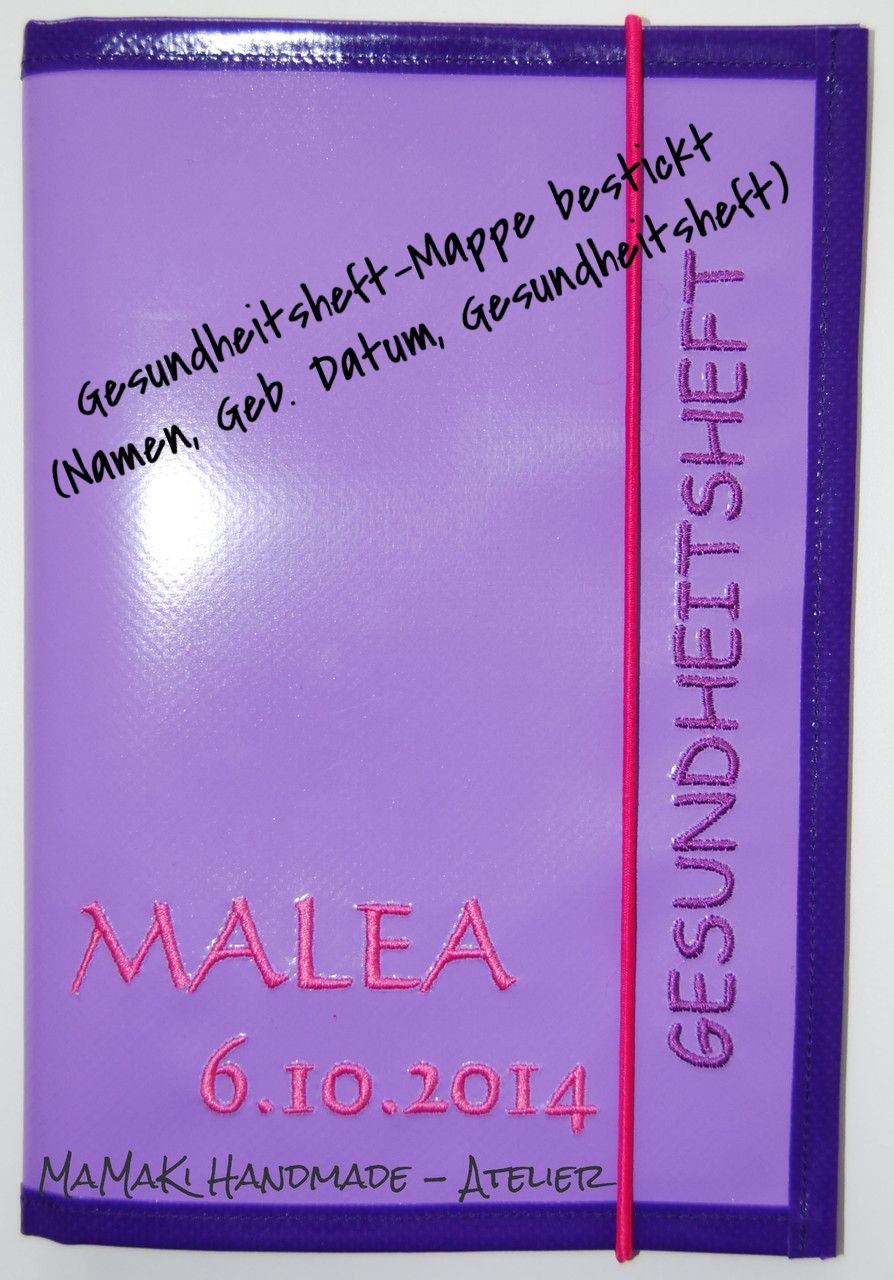 Gesundheitsheft-Mappe bestickt
(Namen, Geb. Datum, Gesundheitsheft)
GESUNDHEITSHEFT
MALEA
6.10.2014
MaMaKi Handmade - Atelier